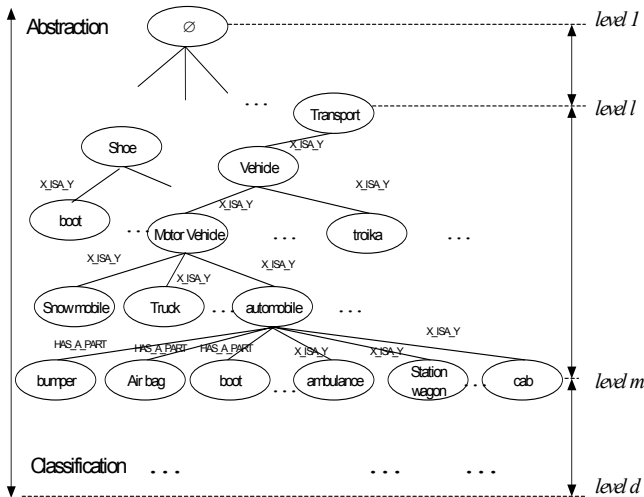 level 1
Abstraction
∅
...
level l
Transport
X_ISA_Y
Shoe
Vehicle
X_ISA_Y
X_ISA_Y
X_ISA_Y
boot
...
Motor Vehicle
...
troika
...
X_ISA_Y
X_ISA_Y
X_ISA_Y
Snow mobile
Truck
...
automobile
...
X_ISA_Y
HAS_A_PART
HAS_A_PART
HAS_A_PART
X_ISA_Y
X_ISA_Y
bumper
Air bag
boot
...
ambulance
Station
wagon
...
cab
level m
Classification
...
...
...
level d